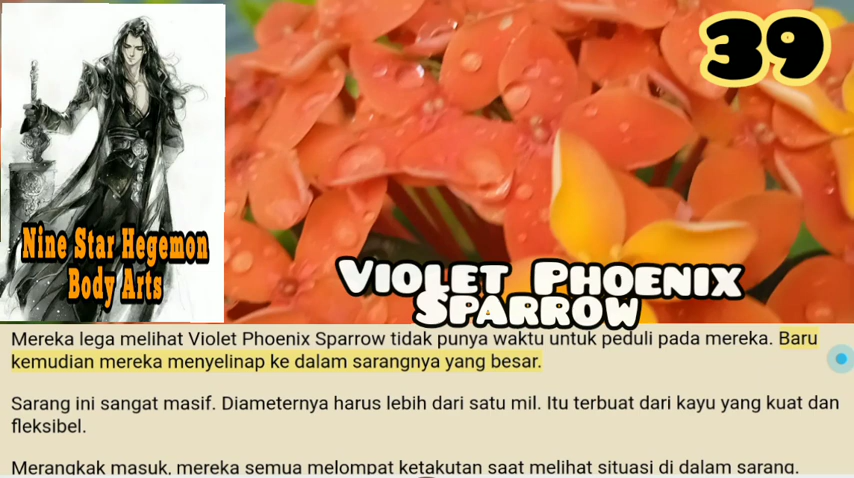 39
Nine Star Hegemon
Body Arts
Violet Phoenix
Sparrow
Mereka lega melihat Violet Phoenix Sparrow tidak punya waktu untuk peduli pada mereka. Baru
kemudian mereka menyelinap ke dalam sarangnya yang besar.
Sarang ini sangat masif. Diameternya harus lebih dari satu mil. Itu terbuat dari kayu yang kuat dan
fleksibel.
Merangkak masuk, mereka semua melompat ketakutan saat melihat situasi di dalam sarang.